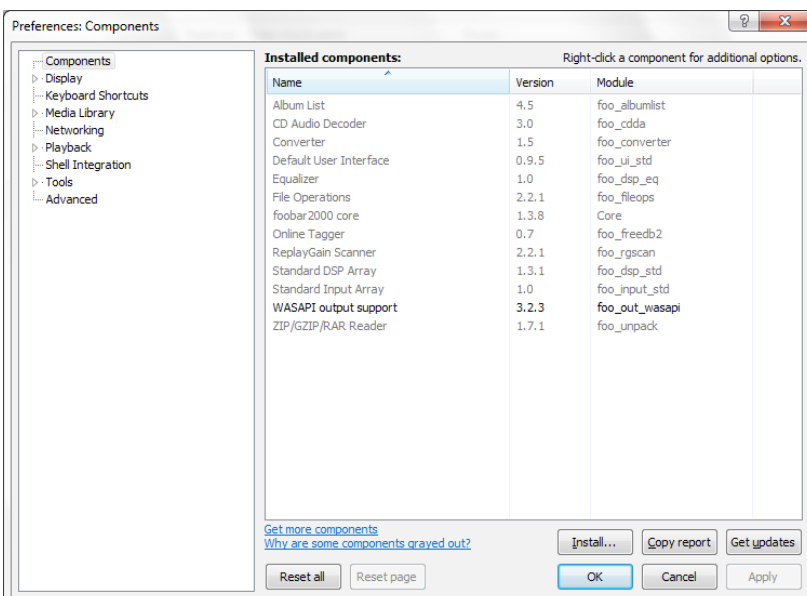 Preferences: Components
Components
Display
Keyboard Shortcuts
Media Library
Networking
Playback
Shell Integration
Tools
Advanced
Installed components: Right-click a component for additional options.
Name Version Module
Album List 4.5 foo_albumlist
CD Audio Decoder 3.0 foo_cdda
Converter 1.5 foo_converter
Default User Interface 0.9.5 foo_ui_std
Equalizer 1.0 foo_dsp_eq
File Operations 2.2.1 foo_fileops
foobar2000 core 1.3.8 Core
Online Tagger 0.7 foo_freedb2
ReplayGain Scanner 2.2.1 foo_rgscan
Standard DSP Array 1.3.1 foo_dsp_std
Standard Input Array 1.0 foo_input_std
WASAPI output support 3.2.3 foo_out_wasapi
ZIP/GZIP/RAR Reader 1.7.1 foo_unpack
Get more components
Why are some components grayed out?
Install... Copy report Get updates
Reset all Reset page OK Cancel Apply